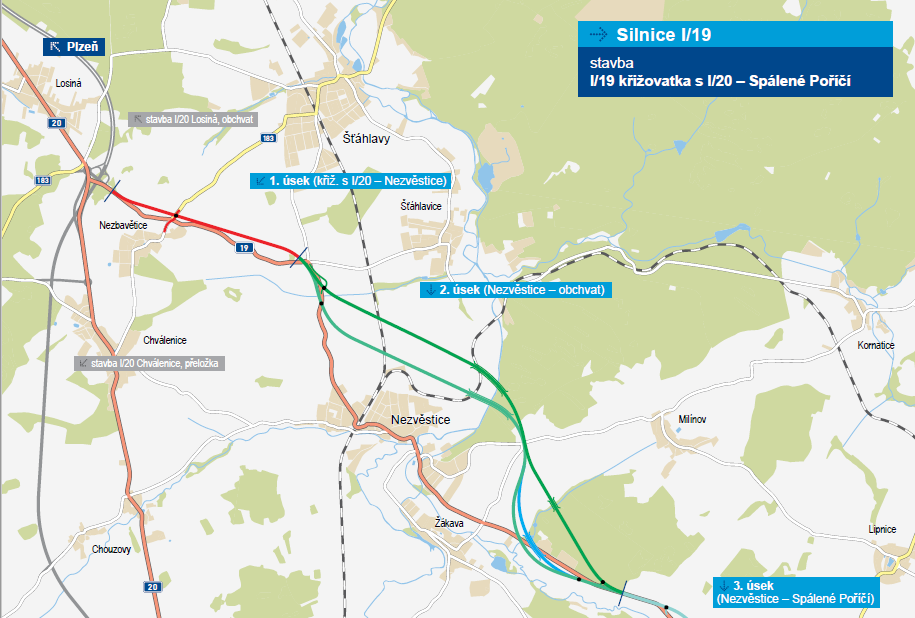 Silnice I/19
stavba
I/19 křižovatka s I/20 – Spálené Poříčí
Plzeň
Losiná
20
stavba I/20 Losiná, obchvat
183
Šťáhlavy
183
1. úsek (křiž. s I/20 – Nezvěstice)
Šťáhlavice
Nezbavětice
19
2. úsek (Nezvěstice – obchvat)
Chválenice
Kornatice
stavba I/20 Chválenice, přeložka
Nezvěstice
Milínov
Žákava
Lipnice
Chouzovy
20
3. úsek
(Nezvěstice – Spálené Poříčí)